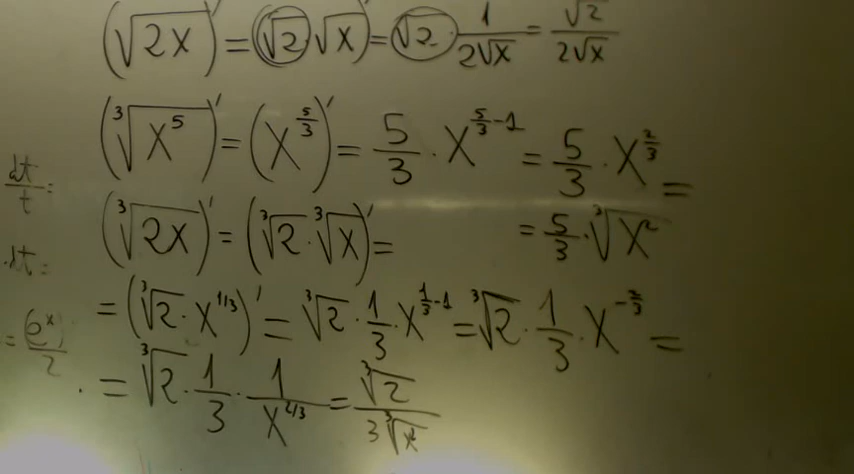 (√2x)' = (√2 √x)' = √2 · 1/(2√x) = √2/(2√x)
(∛x⁵)' = (x^(5/3))' = 5/3 · x^(5/3 - 1) = 5/3 · x^(2/3) =
= 5/3 · ∛x²
(∛2x)' = (∛2 · ∛x)' =
= (∛2 · x^(1/3))' = ∛2 · 1/3 · x^(1/3 - 1) = ∛2 · 1/3 · x^(-2/3) =
= ∛2 · 1/3 · 1/x^(2/3) = ∛2/(3∛x²)
dt/t =
dt =